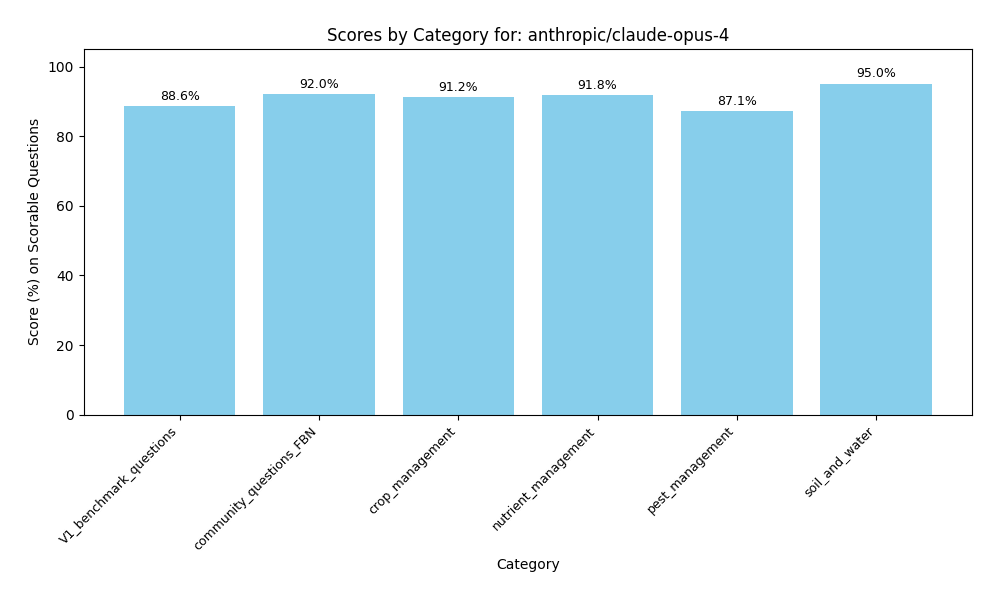 Scores by Category for: anthropic/claude-opus-4
Score (%) on Scorable Questions
100
80
60
40
20
0
88.6%
92.0%
91.2%
91.8%
87.1%
95.0%
V1_benchmark_questions
community_questions_FBN
crop_management
nutrient_management
pest_management
soil_and_water
Category